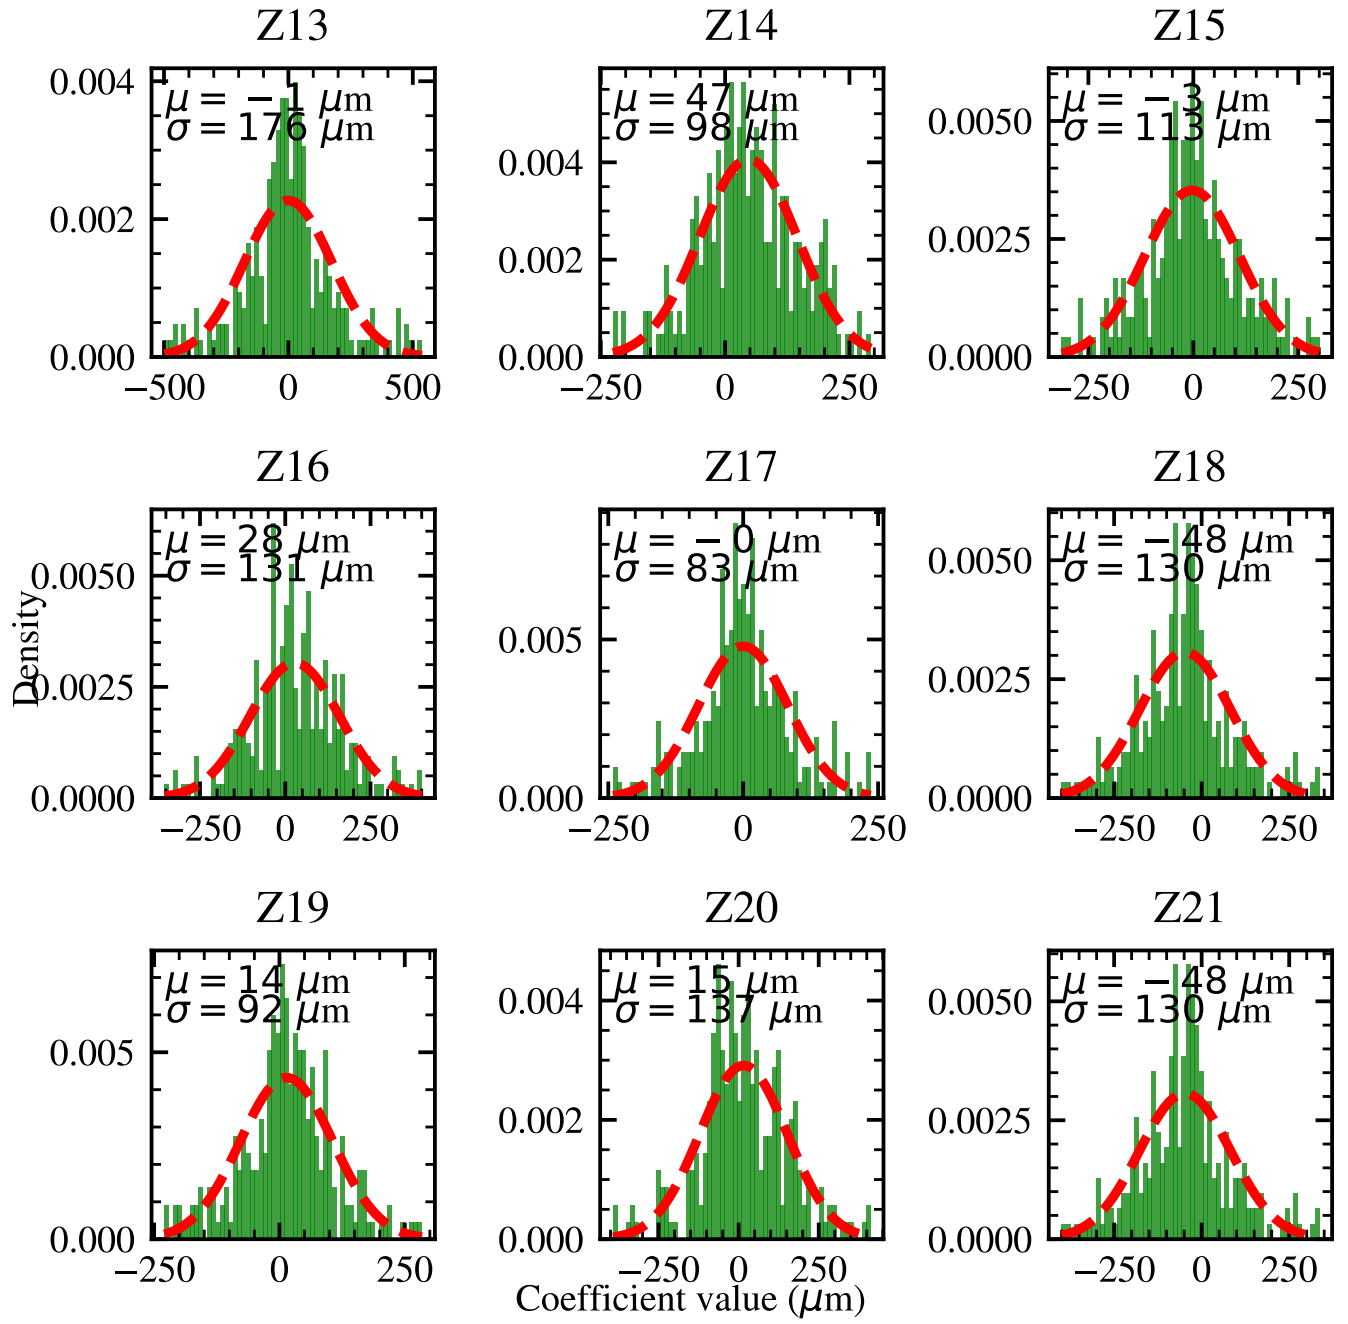 Z13
μ = −1 μm
σ = 176 μm
0.004
0.002
0.000
−500 0 500
Z14
μ = 47 μm
σ = 98 μm
0.004
0.002
0.000
−250 0 250
Z15
μ = −3 μm
σ = 113 μm
0.0050
0.0025
0.0000
−250 0 250
Z16
μ = 28 μm
σ = 131 μm
0.0050
0.0025
0.0000
−250 0 250
Z17
μ = −0 μm
σ = 83 μm
0.005
0.000
−250 0 250
Z18
μ = −48 μm
σ = 130 μm
0.0050
0.0025
0.0000
−250 0 250
Density
Z19
μ = 14 μm
σ = 92 μm
0.005
0.000
−250 0 250
Z20
μ = 15 μm
σ = 137 μm
0.004
0.002
0.000
−250 0 250
Z21
μ = −48 μm
σ = 130 μm
0.0050
0.0025
0.0000
−250 0 250
Coefficient value (μm)